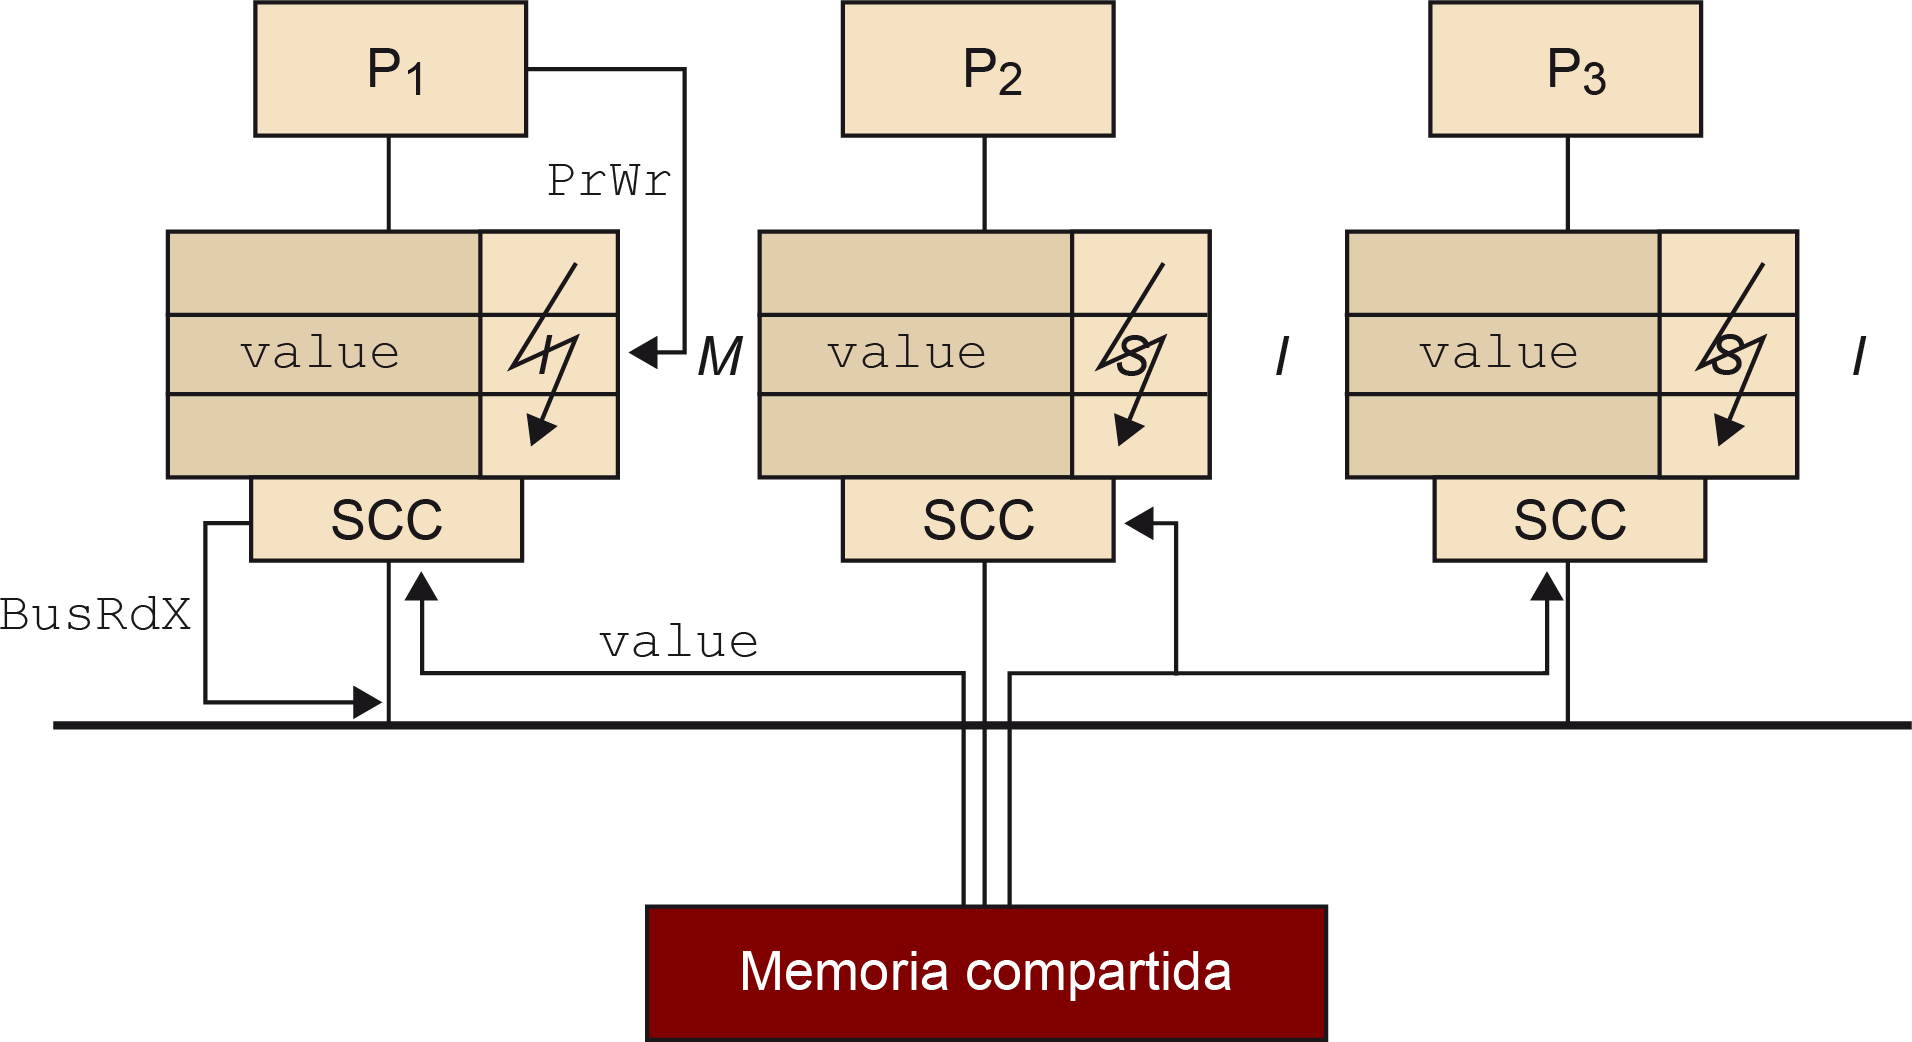 P1
P2
P3
PrWr
value
I
M
value
S
I
value
S
I
SCC
SCC
SCC
BusRdX
value
Memoria compartida